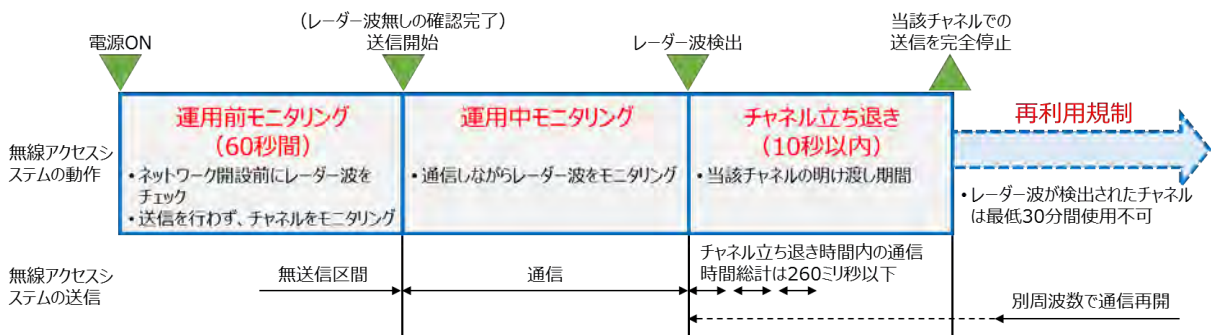 電源ON
(レーダー波無しの確認完了)
送信開始
レーダー波検出
当該チャネルでの
送信を完全停止
無線アクセスシ
ステムの動作
運用前モニタリング
(60秒間)
・ネットワーク開設前にレーダー波を
チェック
・送信を行わず、チャネルをモニタリング
運用中モニタリング
・通信しながらレーダー波をモニタリング
チャネル立ち退き
(10秒以内)
・当該チャネルの明け渡し期間
再利用規制
・レーダー波が検出されたチャネル
は最低30分間使用不可
無線アクセスシ
ステムの送信
無送信区間
通信
チャネル立ち退き時間内の通信
時間総計は260ミリ秒以下
別周波数で通信再開